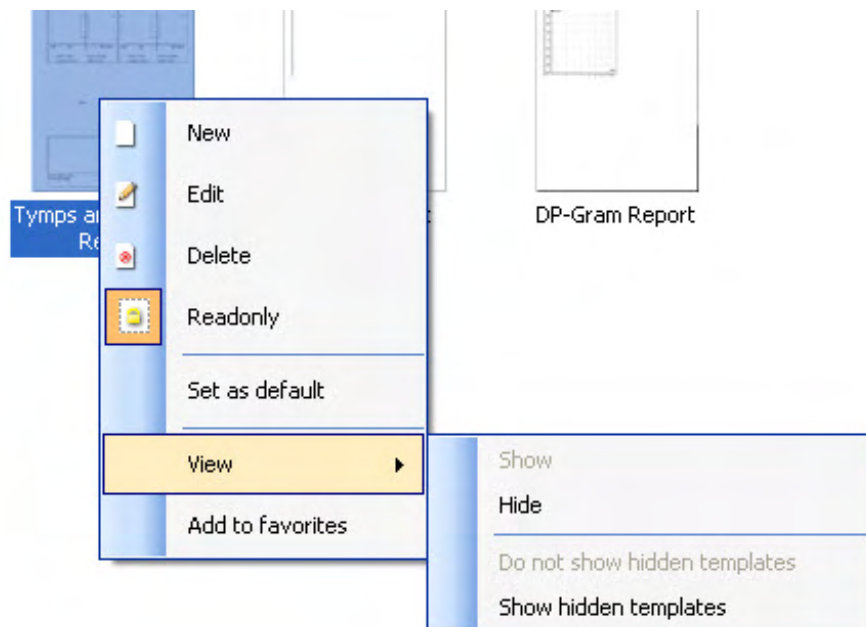 New
Edit
Tymps a
DP-Gram Report
Re
Delete
Readonly
Set as default
View
Show
Hide
Add to favorites
Do not show hidden templates
Show hidden templates